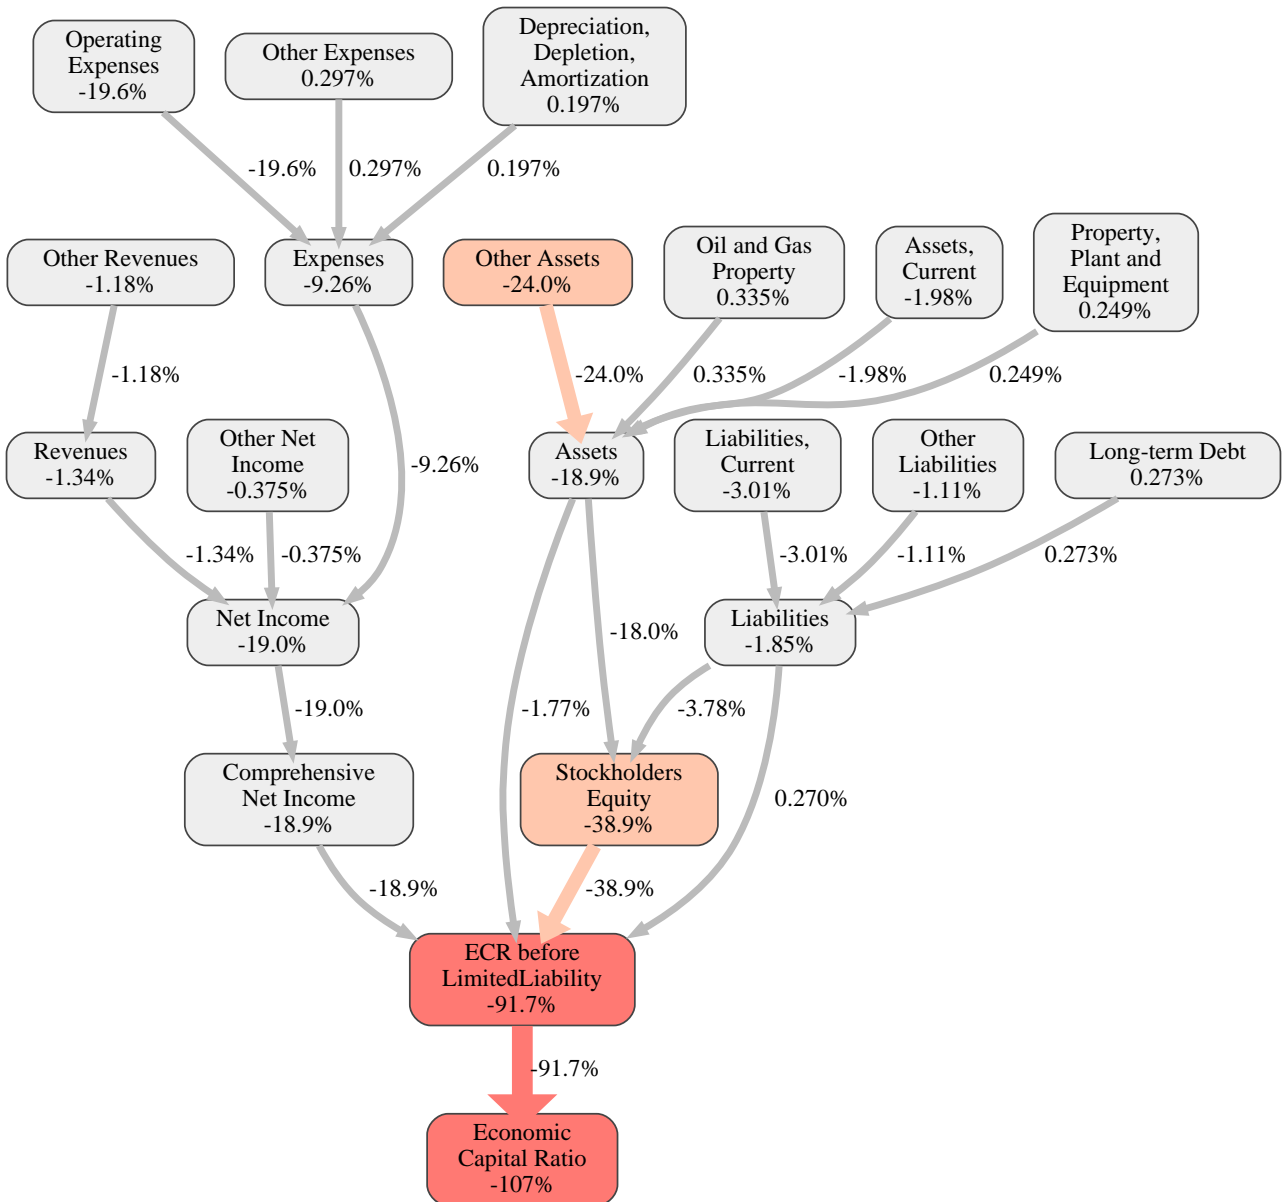 Operating
Expenses
-19.6%
Other Expenses
0.297%
Depreciation,
Depletion,
Amortization
0.197%
-19.6%
0.297%
0.197%
Other Revenues
-1.18%
Expenses
-9.26%
Other Assets
-24.0%
Oil and Gas
Property
0.335%
Assets,
Current
-1.98%
Property,
Plant and
Equipment
0.249%
-1.18%
-24.0%
0.335%
-1.98%
0.249%
Revenues
-1.34%
Other Net
Income
-0.375%
-9.26%
Assets
-18.9%
Liabilities,
Current
-3.01%
Other
Liabilities
-1.11%
Long-term Debt
0.273%
-1.34%
-0.375%
-3.01%
-1.11%
0.273%
Net Income
-19.0%
-18.0%
Liabilities
-1.85%
-19.0%
-1.77%
-3.78%
Comprehensive
Net Income
-18.9%
Stockholders
Equity
-38.9%
0.270%
-18.9%
-38.9%
ECR before
LimitedLiability
-91.7%
-91.7%
Economic
Capital Ratio
-107%